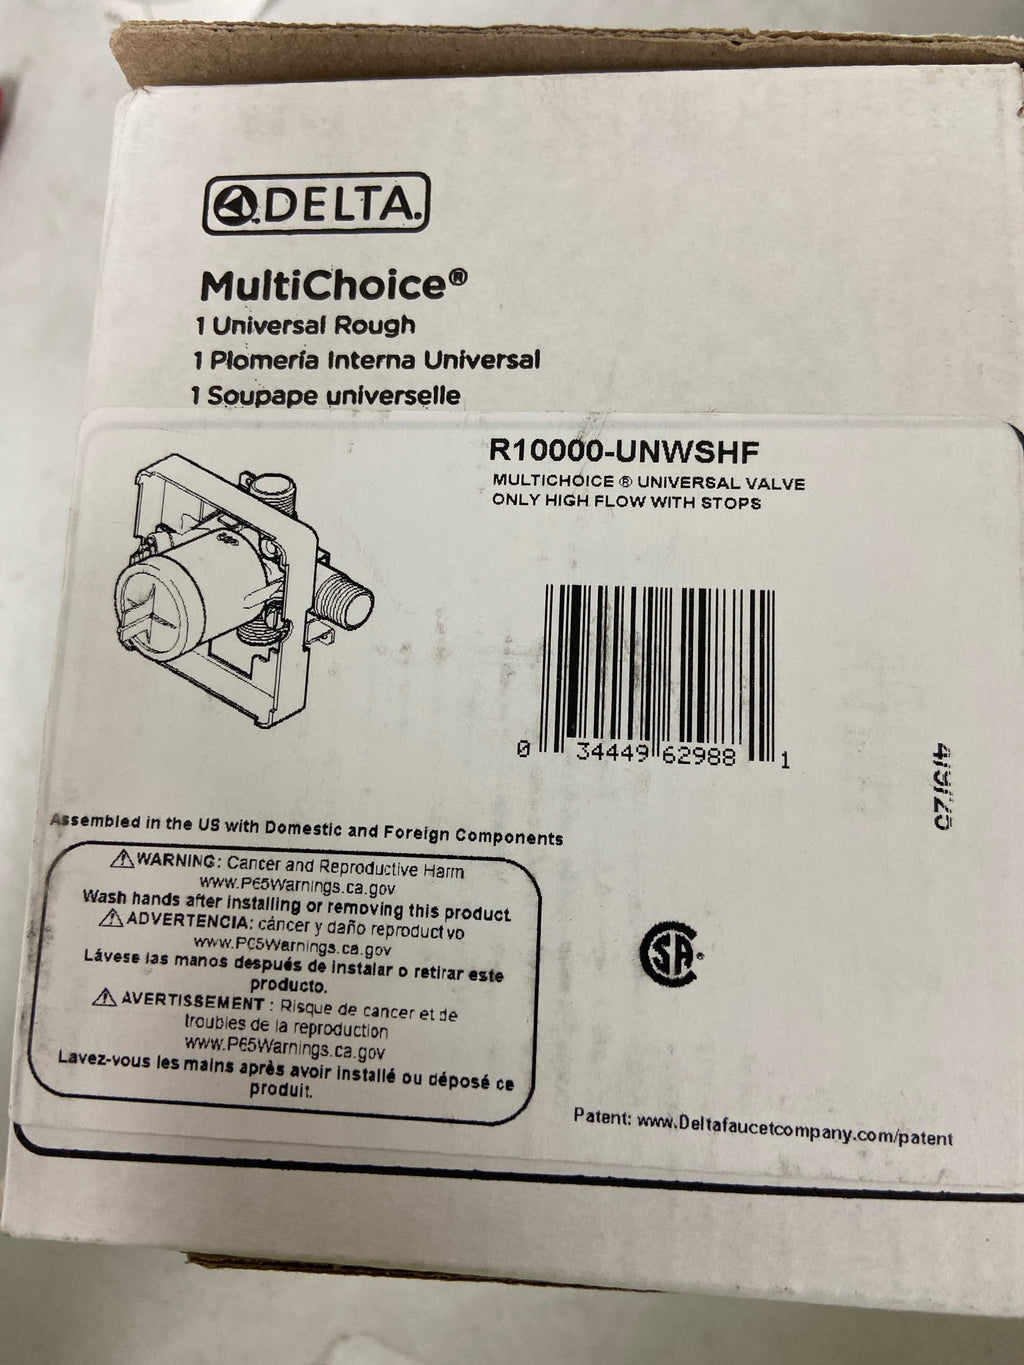 DELTA.
MultiChoice®
1 Universal Rough
1 Plomería Interna Universal
1 Soupape universelle
R10000-UNWSHF
MULTICHOICE ® UNIVERSAL VALVE
ONLY HIGH FLOW WITH STOPS
0 34449 62988 1
Assembled in the US with Domestic and Foreign Components
⚠WARNING: Cancer and Reproductive Harm
www.P65Warnings.ca.gov
Wash hands after installing or removing this product.
⚠ADVERTENCIA: cáncer y daño reproductvo
www.P65Warnings.ca.gov
Lávese las manos después de instalar o retirar este
producto.
⚠AVERTISSEMENT : Risque de cancer et de
troubles de la reproduction
www.P65Warnings.ca.gov
Lavez-vous les mains après avoir installé ou déposé ce
produit.
SA®
Patent: www.Deltafaucetcompany.com/patent